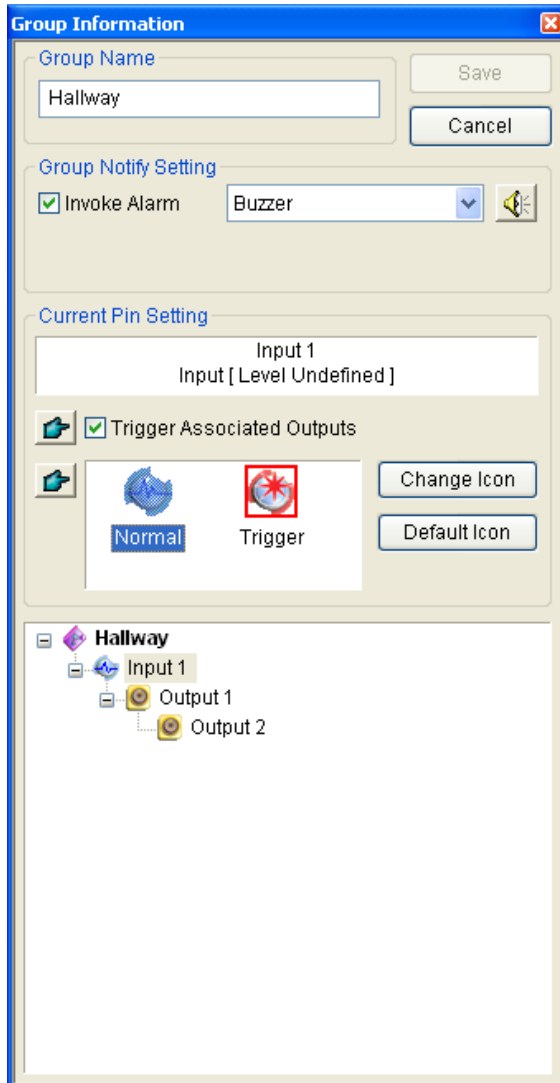 Group Information
Group Name
Save
Hallway
Cancel
Group Notify Setting
Invoke Alarm
Buzzer
Current Pin Setting
Input 1
Input [ Level Undefined ]
Trigger Associated Outputs
Normal
Trigger
Change Icon
Default Icon
Hallway
Input 1
Output 1
Output 2